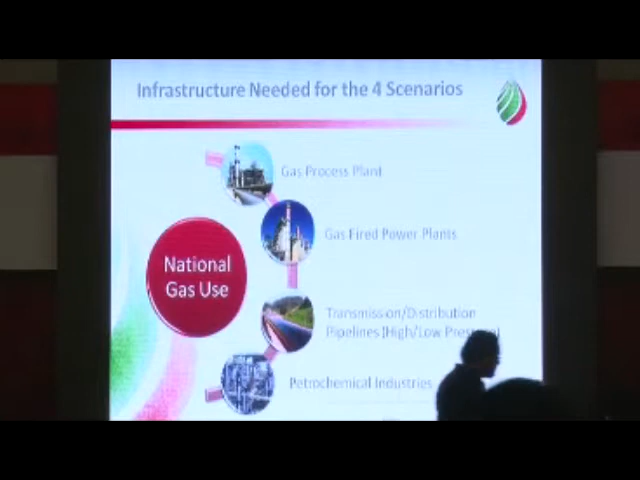 Infrastructure Needed for the 4 Scenarios
Gas Process Plant
Gas Fired Power Plants
National
Gas Use
Transmission/Distribution
Pipelines (High/Low Pressure)
Petrochemical Industries